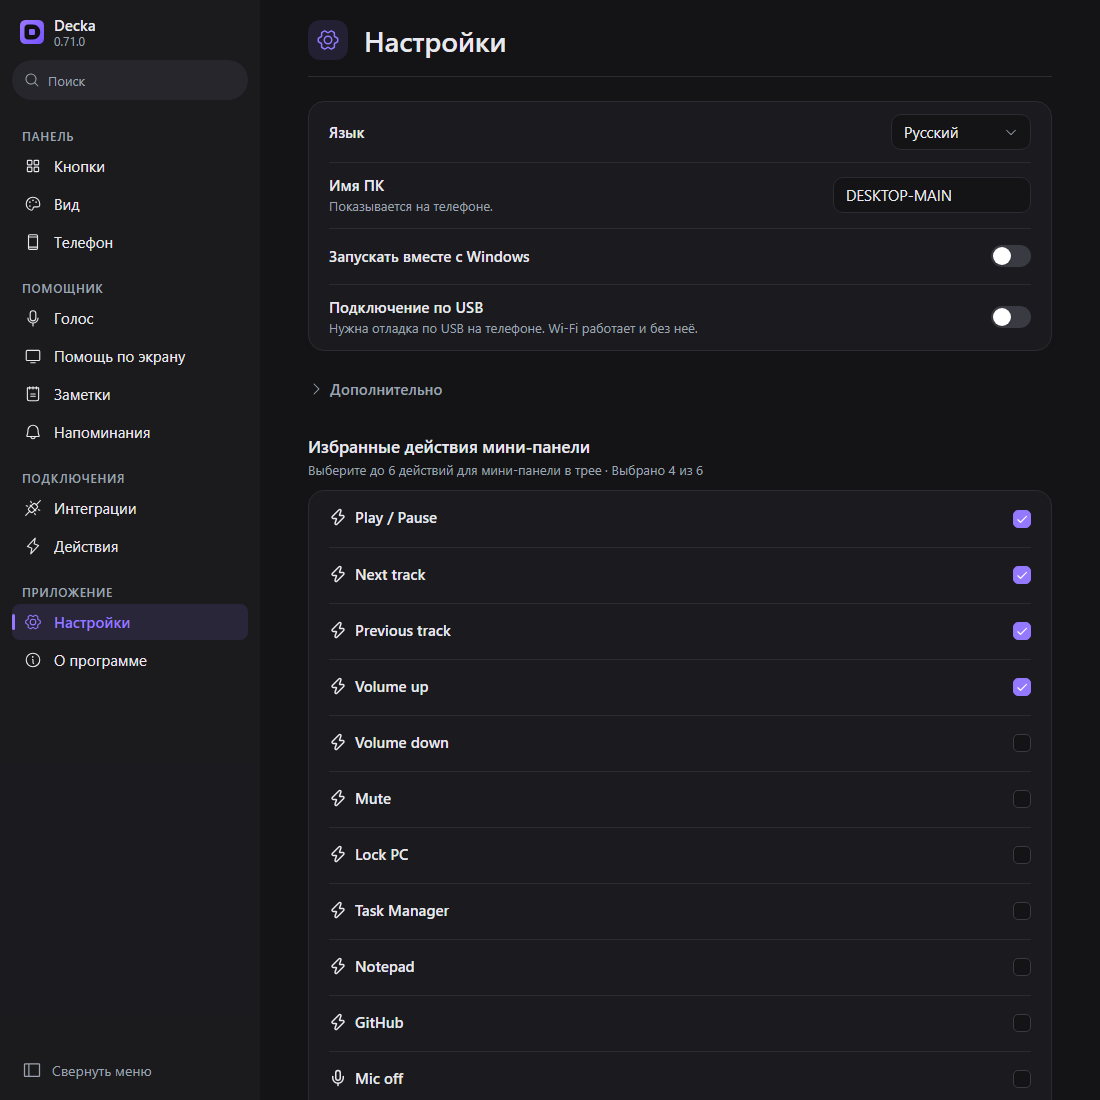 Decka
0.71.0
Поиск
ПАНЕЛЬ
Кнопки
Вид
Телефон
ПОМОЩНИК
Голос
Помощь по экрану
Заметки
Напоминания
ПОДКЛЮЧЕНИЯ
Интеграции
Действия
ПРИЛОЖЕНИЕ
Настройки
О программе
Свернуть меню
Настройки
Язык
Русский
Имя ПК
Показывается на телефоне.
DESKTOP-MAIN
Запускать вместе с Windows
Подключение по USB
Нужна отладка по USB на телефоне. Wi-Fi работает и без неё.
Дополнительно
Избранные действия мини-панели
Выберите до 6 действий для мини-панели в трее · Выбрано 4 из 6
Play / Pause
Next track
Previous track
Volume up
Volume down
Mute
Lock PC
Task Manager
Notepad
GitHub
Mic off